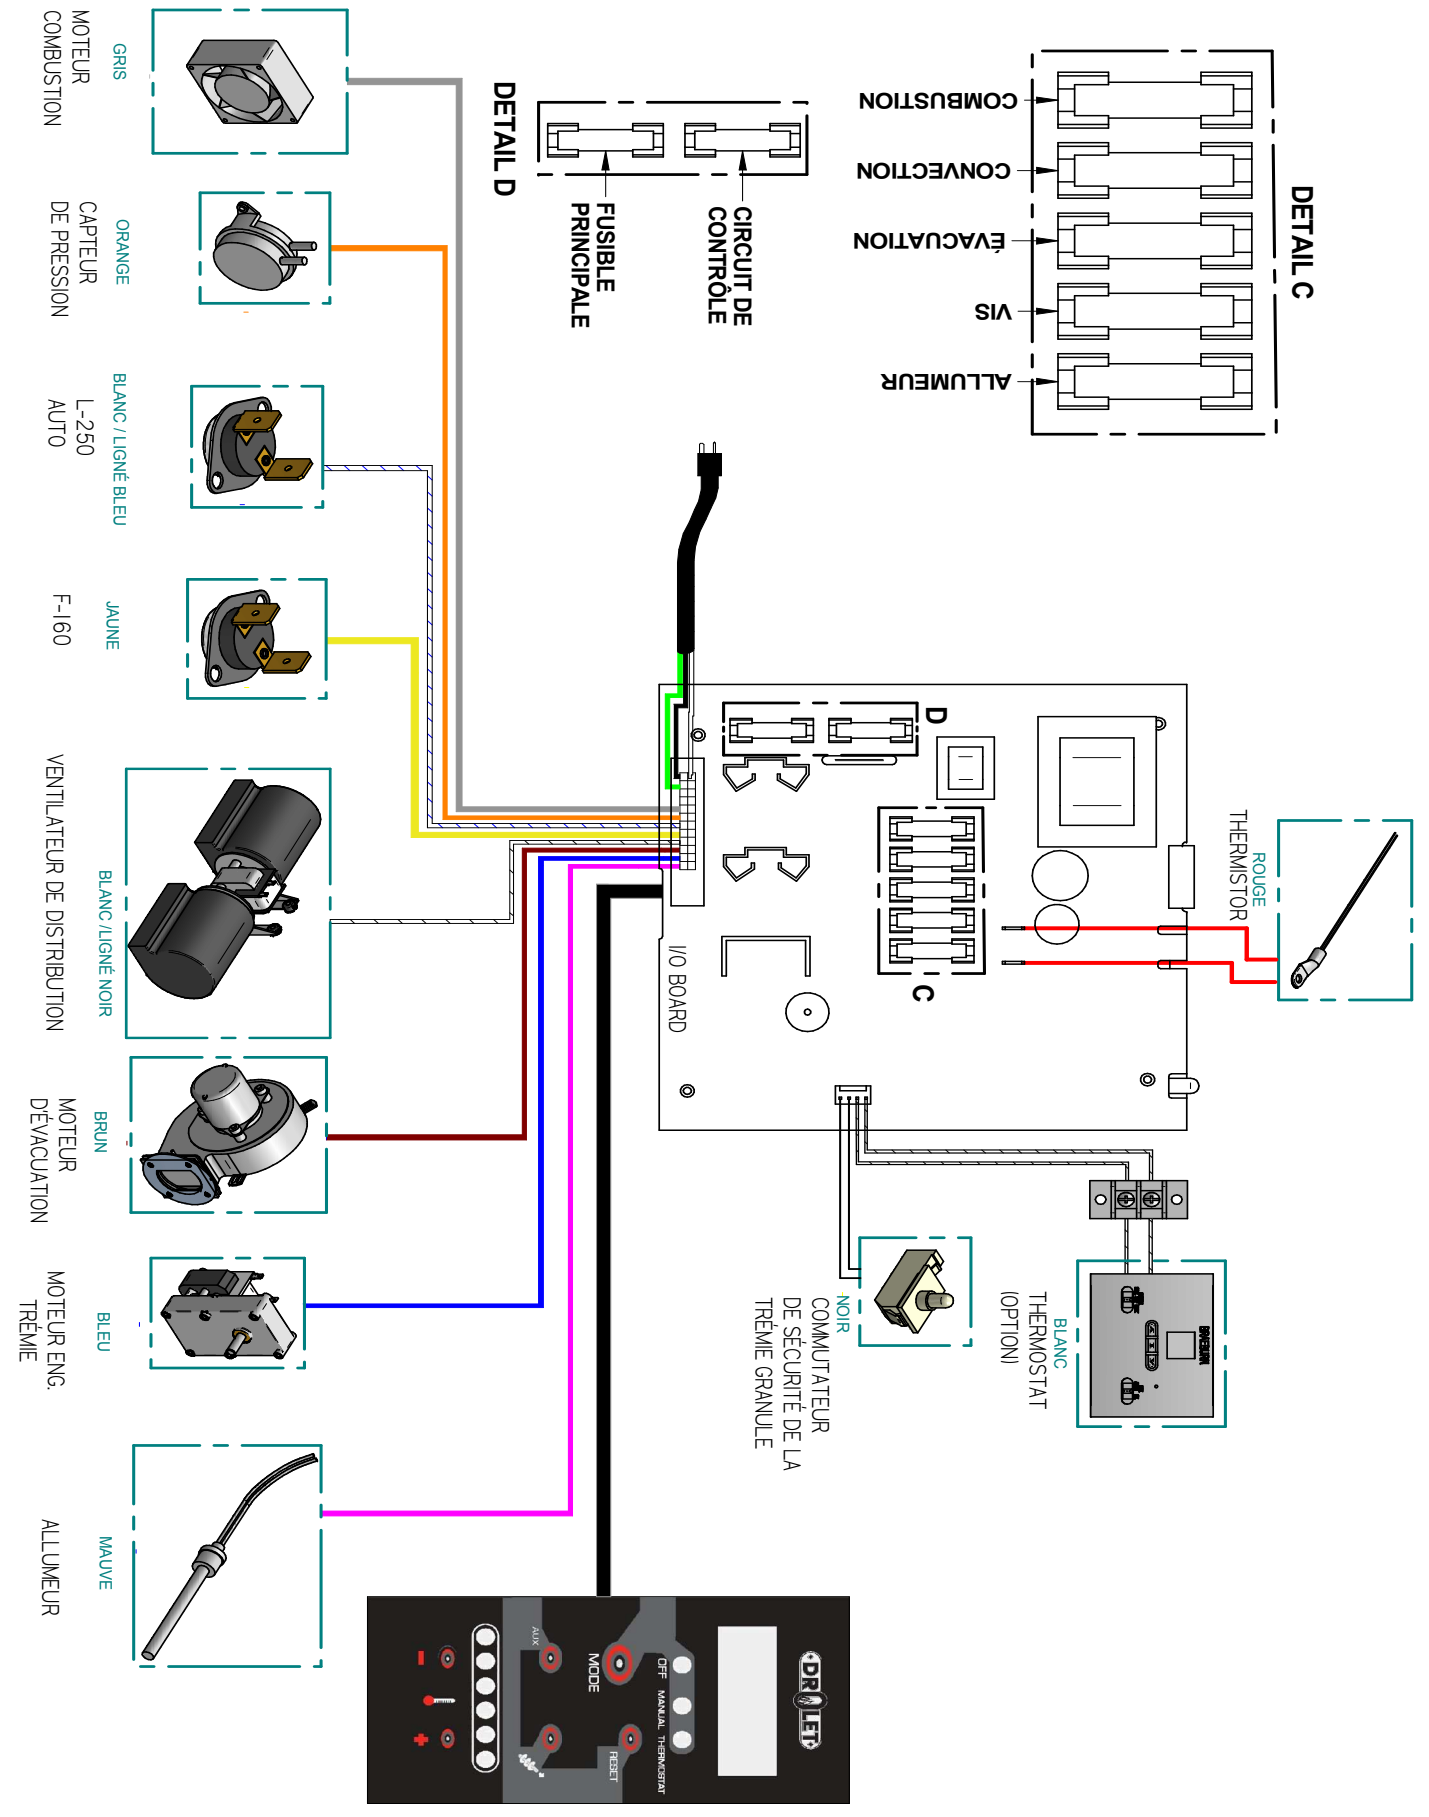 DETAIL C
COMBUSTION
CONVECTION
ÉVACUATION
VIS
ALLUMEUR
DETAIL D
CIRCUIT DE
CONTRÔLE
FUSIBLE
PRINCIPALE
ROUGE
THERMISTOR
D
C
I/O BOARD
BLANC
THERMOSTAT
(OPTION)
BRAEBURN
NOIR
COMMUTATEUR
DE SÉCURITÉ DE LA
TRÉMIE GRANULE
GRIS
MOTEUR
COMBUSTION
ORANGE
CAPTEUR
DE PRESSION
BLANC / LIGNÉ BLEU
L-250
AUTO
JAUNE
F-160
BLANC /LIGNÉ NOIR
VENTILATEUR DE DISTRIBUTION
BRUN
MOTEUR
D'ÉVACUATION
BLEU
MOTEUR ENG.
TRÉMIE
MAUVE
ALLUMEUR
DROLET
OFF MANUAL THERMOSTAT
MODE
RESET
AUX